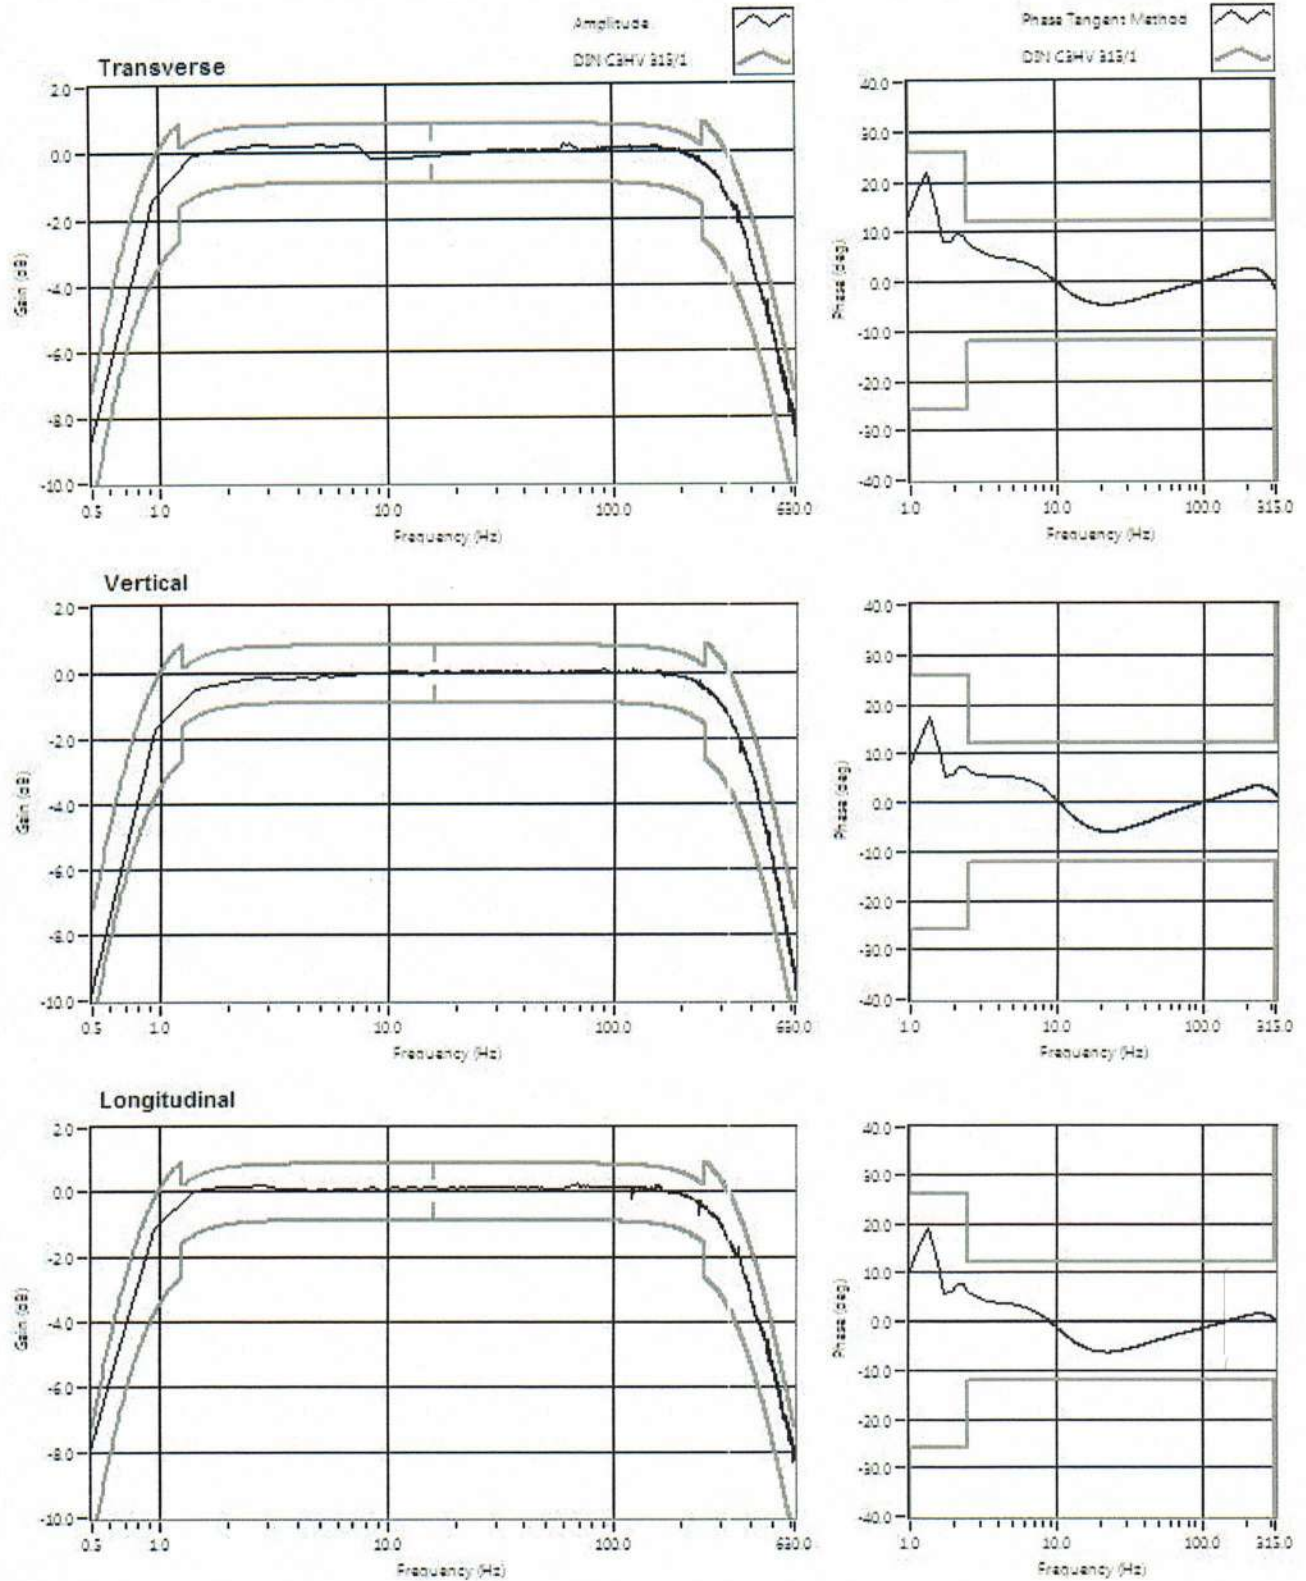 Amplitude
DIN C3HV 315/1
Phase Tangent Method
DIN C3HV 315/1
Transverse
Gain (dB)
2.0
0.0
-2.0
-4.0
-6.0
-8.0
-10.0
0.5 1.0 10.0 100.0 630.0
Frequency (Hz)
Phase (deg)
40.0
30.0
20.0
10.0
0.0
-10.0
-20.0
-30.0
-40.0
1.0 10.0 100.0 315.0
Frequency (Hz)
Vertical
Gain (dB)
2.0
0.0
-2.0
-4.0
-6.0
-8.0
-10.0
0.5 1.0 10.0 100.0 630.0
Frequency (Hz)
Phase (deg)
40.0
30.0
20.0
10.0
0.0
-10.0
-20.0
-30.0
-40.0
1.0 10.0 100.0 315.0
Frequency (Hz)
Longitudinal
Gain (dB)
2.0
0.0
-2.0
-4.0
-6.0
-8.0
-10.0
0.5 1.0 10.0 100.0 630.0
Frequency (Hz)
Phase (deg)
40.0
30.0
20.0
10.0
0.0
-10.0
-20.0
-30.0
-40.0
1.0 10.0 100.0 315.0
Frequency (Hz)